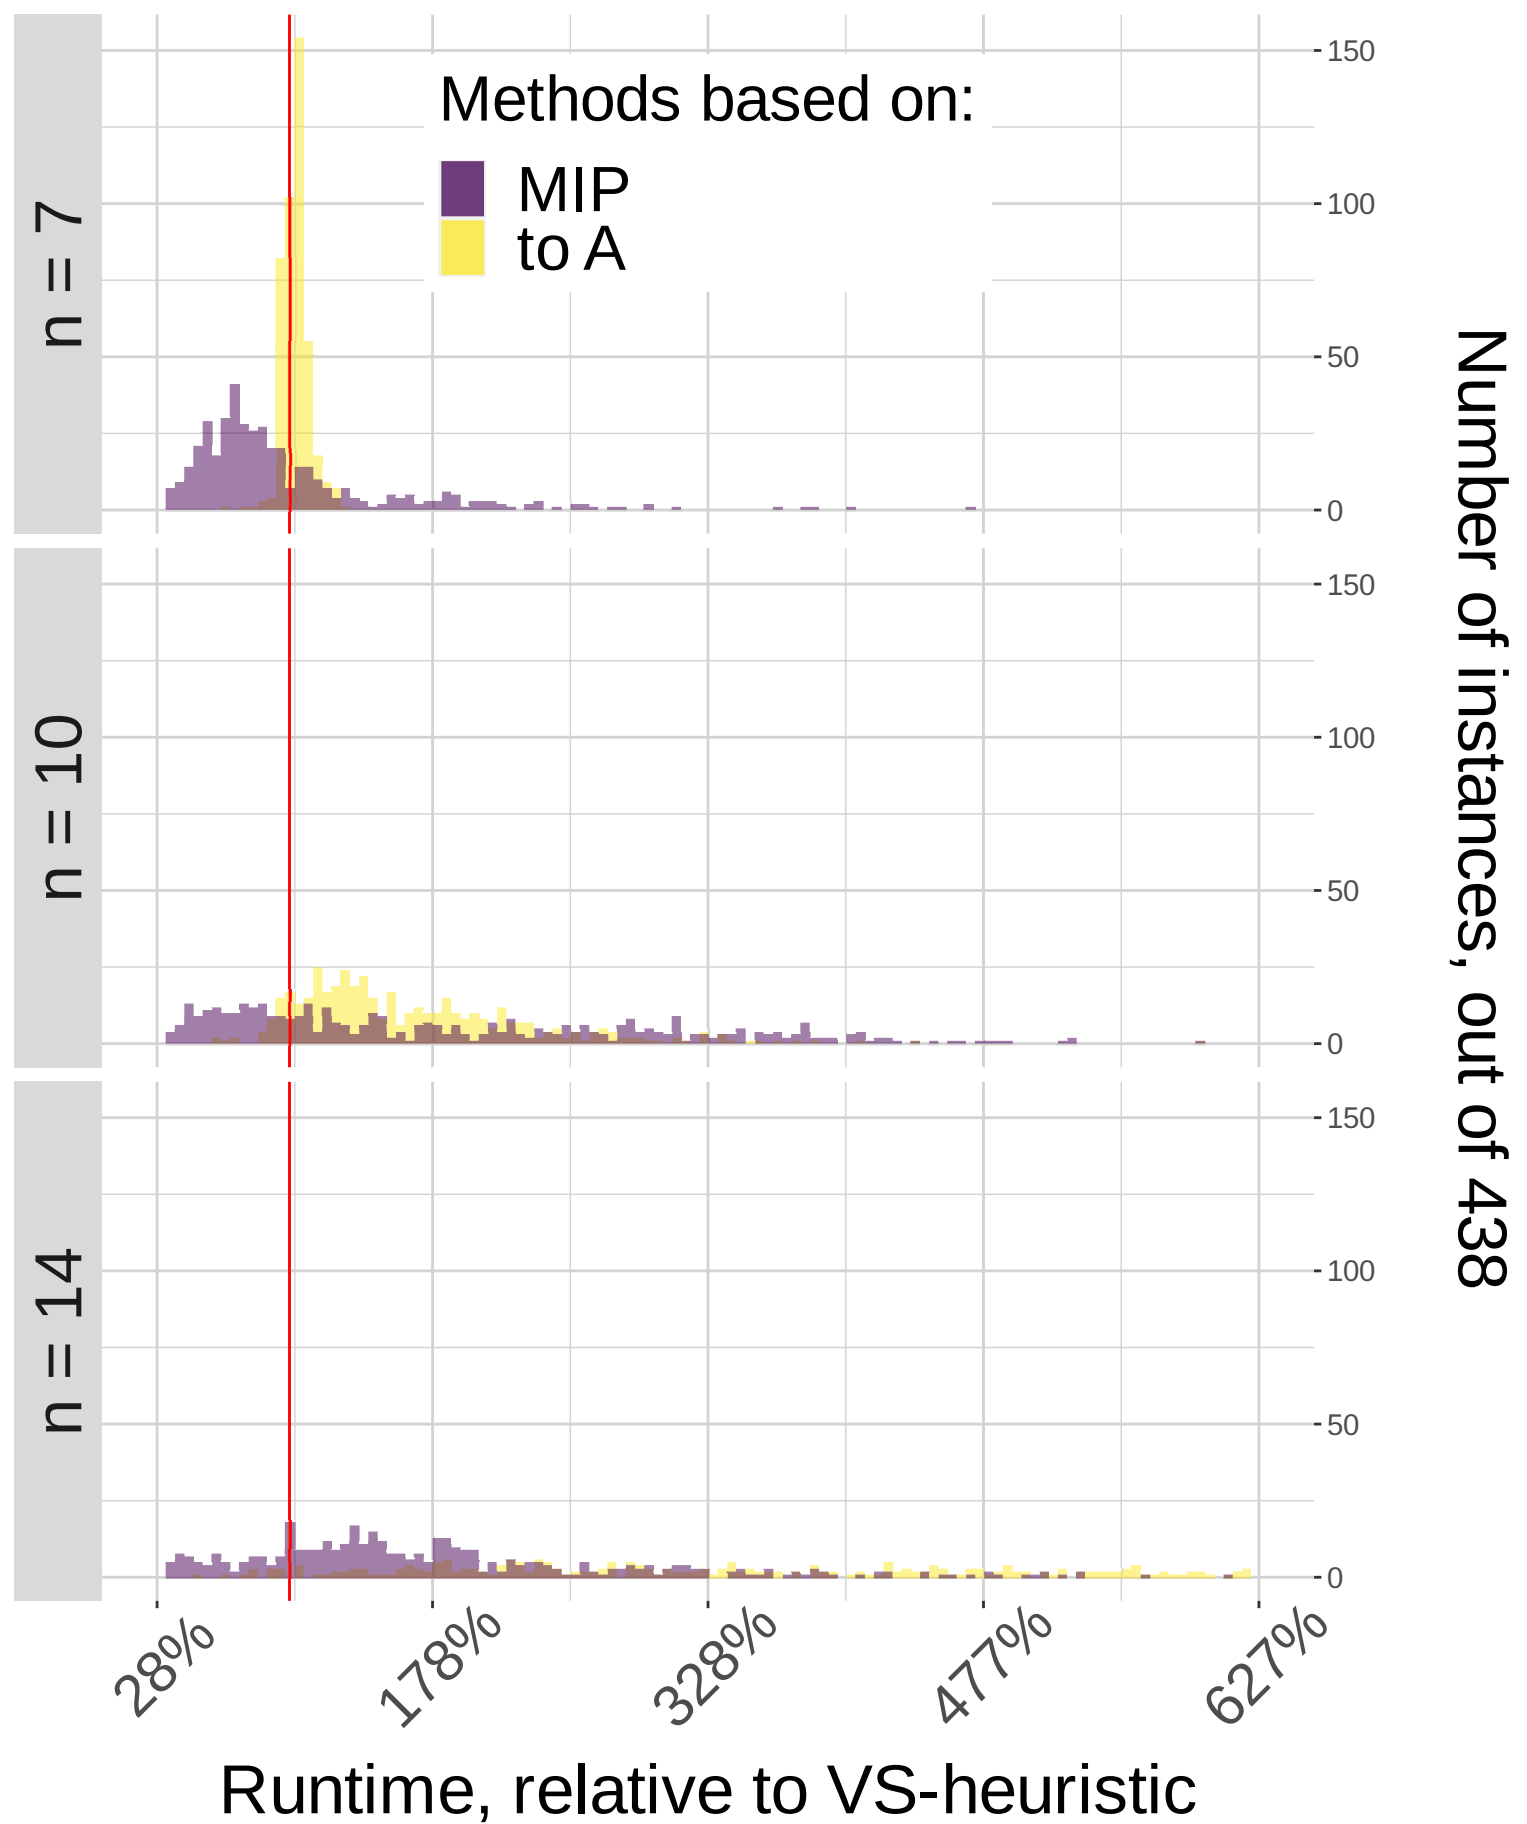 n = 7
Methods based on:
MIP
to A
150
100
50
0
n = 10
150
100
50
0
n = 14
150
100
50
0
28%
178%
328%
477%
627%
Runtime, relative to VS-heuristic
Number of instances, out of 438